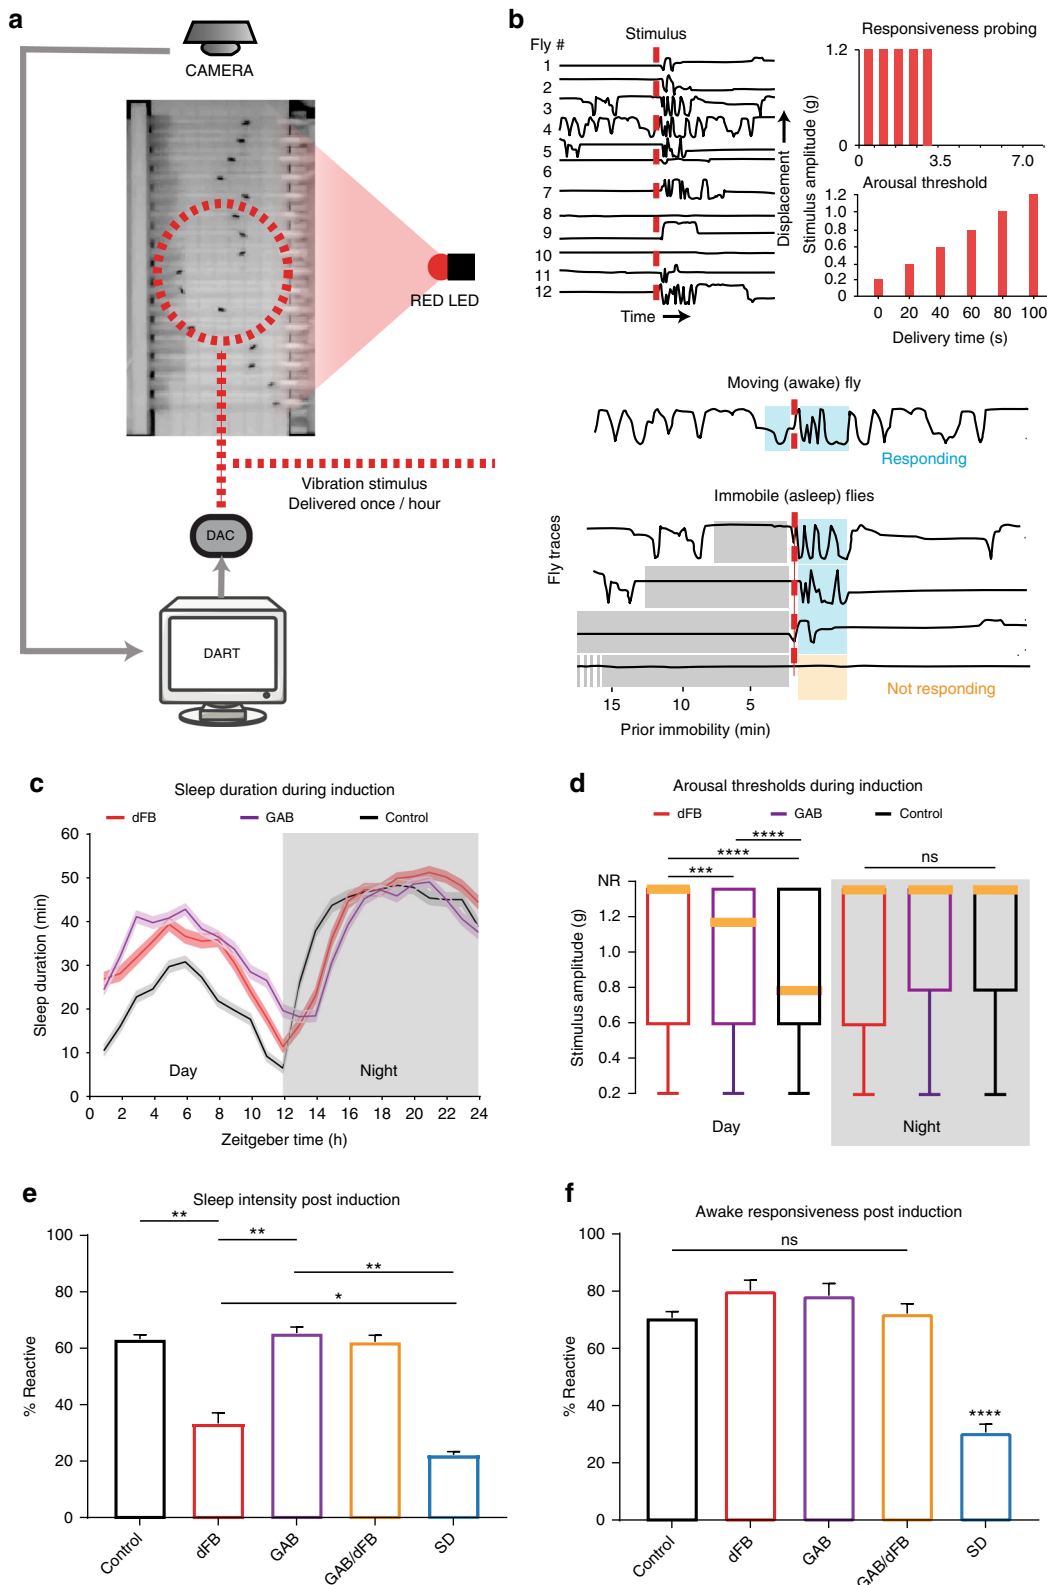 a
CAMERA
RED LED
Vibration stimulus
Delivered once / hour
DAC
DART
b
Fly #
Stimulus
1
2
3
4
5
6
7
8
9
10
11
12
Time
Displacement
Responsiveness probing
Stimulus amplitude (g)
1.2
0
0 3.5 7.0
Arousal threshold
1.2
1.0
0.8
0.6
0.4
0.2
0
0 20 40 60 80 100
Delivery time (s)
Moving (awake) fly
Responding
Immobile (asleep) flies
Fly traces
Not responding
15 10 5
Prior immobility (min)
c
Sleep duration during induction
dFB GAB Control
Sleep duration (min)
60
50
40
30
20
10
0
Day Night
0 2 4 6 8 10 12 14 16 18 20 22 24
Zeitgeber time (h)
d
Arousal thresholds during induction
dFB GAB Control
****
****
***
ns
Stimulus amplitude (g)
NR
1.2
1.0
0.8
0.6
0.4
0.2
Day Night
e
Sleep intensity post induction
**
**
**
*
% Reactive
100
80
60
40
20
0
Control dFB GAB GAB/dFB SD
f
Awake responsiveness post induction
ns
****
% Reactive
100
80
60
40
20
0
Control dFB GAB GAB/dFB SD